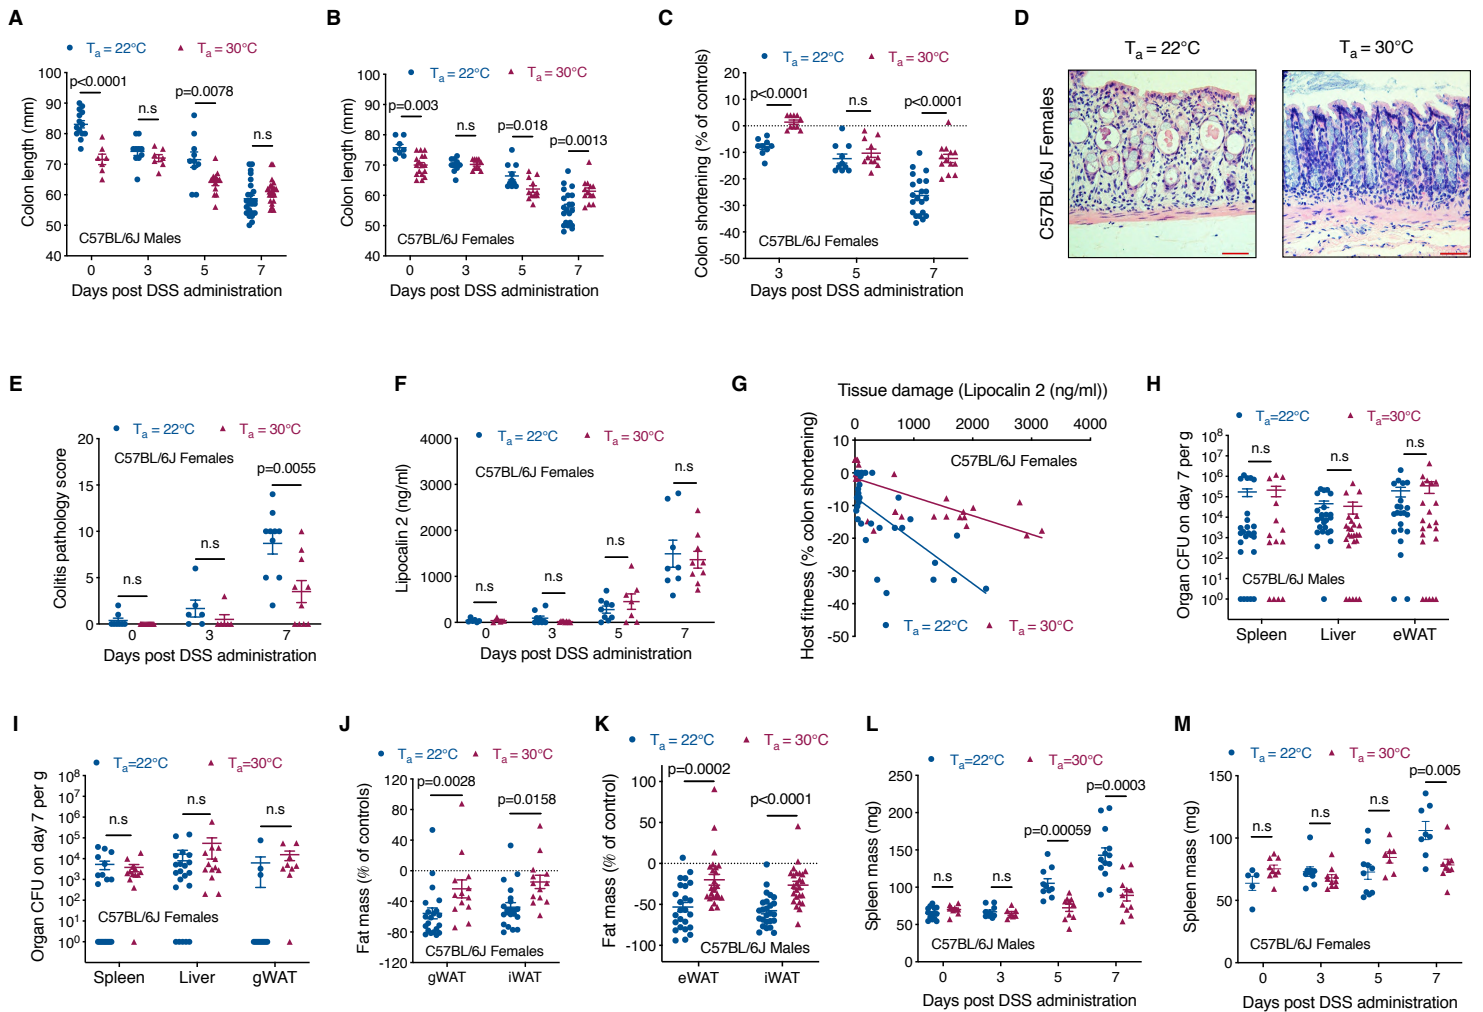 A
Ta = 22°C Ta = 30°C
Colon length (mm)
100
90
80
70
60
50
40
p<0.0001
n.s
p=0.0078
n.s
C57BL/6J Males
0 3 5 7
Days post DSS administration
B
Ta = 22°C Ta = 30°C
Colon length (mm)
100
90
80
70
60
50
40
p=0.003
n.s
p=0.018
p=0.0013
C57BL/6J Females
0 3 5 7
Days post DSS administration
C
Ta = 22°C Ta = 30°C
Colon shortening (% of controls)
20
10
0
-10
-20
-30
-40
-50
p<0.0001
n.s
p<0.0001
C57BL/6J Females
3 5 7
Days post DSS administration
D
Ta = 22°C Ta = 30°C
C57BL/6J Females
E
Ta = 22°C Ta = 30°C
C57BL/6J Females
Colitis pathology score
20
15
10
5
0
n.s
n.s
p=0.0055
0 3 7
Days post DSS administration
F
Ta = 22°C Ta = 30°C
C57BL/6J Females
Lipocalin 2 (ng/ml)
4000
3000
2000
1000
0
n.s
n.s
n.s
n.s
0 3 5 7
Days post DSS administration
G
Tissue damage (Lipocalin 2 (ng/ml))
0 1000 2000 3000 4000
C57BL/6J Females
Host fitness (% colon shortening)
10
0
-10
-20
-30
-40
-50
Ta = 22°C Ta = 30°C
H
Ta=22°C Ta=30°C
Organ CFU on day 7 per g
10⁸
10⁷
10⁶
10⁵
10⁴
10³
10²
10¹
10⁰
n.s
n.s
n.s
C57BL/6J Males
Spleen Liver eWAT
I
Ta=22°C Ta=30°C
Organ CFU on day 7 per g
10⁸
10⁷
10⁶
10⁵
10⁴
10³
10²
10¹
10⁰
n.s
n.s
n.s
C57BL/6J Females
Spleen Liver gWAT
J
Ta = 22°C Ta = 30°C
Fat mass (% of controls)
120
80
40
0
-40
-80
-120
p=0.0028
p=0.0158
C57BL/6J Females
gWAT iWAT
K
Ta = 22°C Ta = 30°C
Fat mass (% of control)
100
50
0
-50
-100
p=0.0002
p<0.0001
C57BL/6J Males
eWAT iWAT
L
Ta=22°C Ta=30°C
Spleen mass (mg)
250
200
150
100
50
0
n.s
n.s
p=0.00059
p=0.0003
C57BL/6J Males
0 3 5 7
Days post DSS administration
M
Ta = 22°C Ta = 30°C
Spleen mass (mg)
150
100
50
0
n.s
n.s
n.s
p=0.005
C57BL/6J Females
0 3 5 7
Days post DSS administration